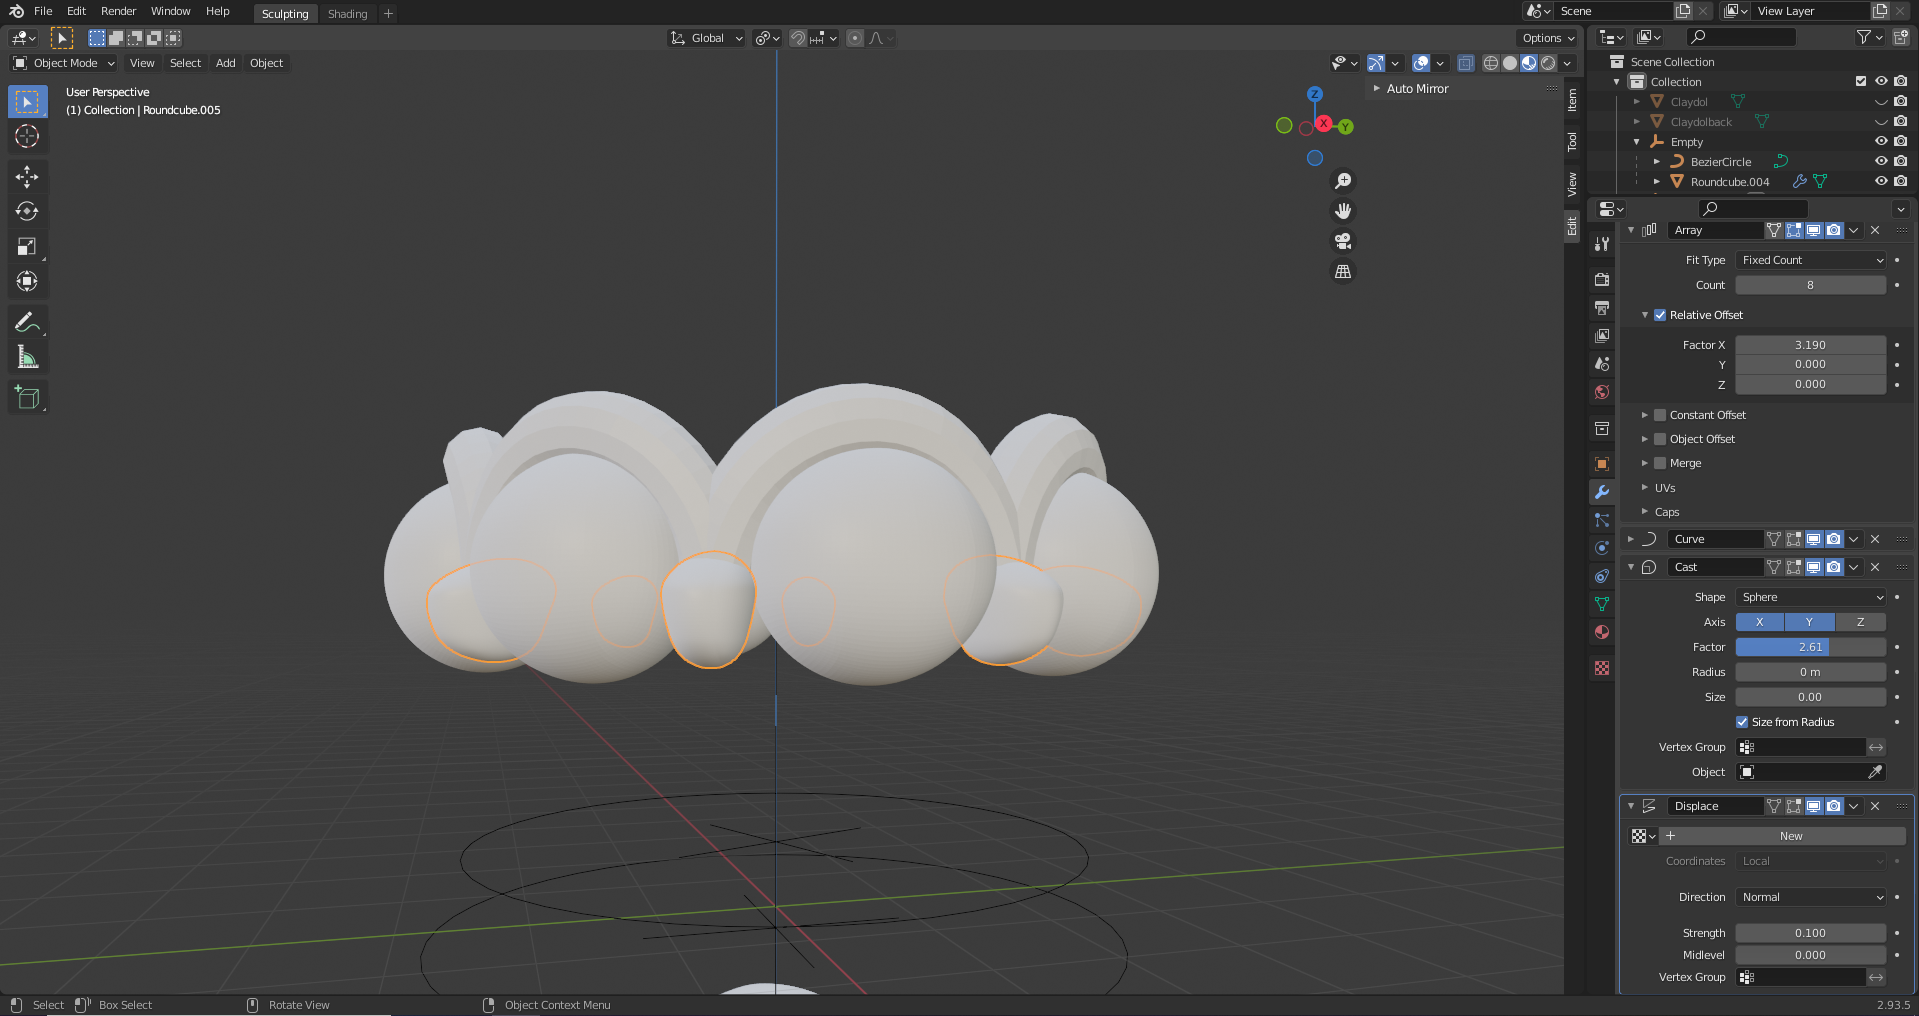 File Edit Render Window Help Sculpting Shading + Scene View Layer
Global Options
Object Mode View Select Add Object
User Perspective
(1) Collection | Roundcube.005
Auto Mirror
Z
X
Y
Item
Tool
View
Edit
Scene Collection
Collection
Claydol
Claydolback
Empty
BezierCircle
Roundcube.004
Array
Fit Type Fixed Count
Count 8
Relative Offset
Factor X 3.190
Y 0.000
Z 0.000
Constant Offset
Object Offset
Merge
UVs
Caps
Curve
Cast
Shape Sphere
Axis X Y Z
Factor 2.61
Radius 0 m
Size 0.00
Size from Radius
Vertex Group
Object
Displace
New
Coordinates Local
Direction Normal
Strength 0.100
Midlevel 0.000
Vertex Group
Select Box Select Rotate View Object Context Menu 2.93.5